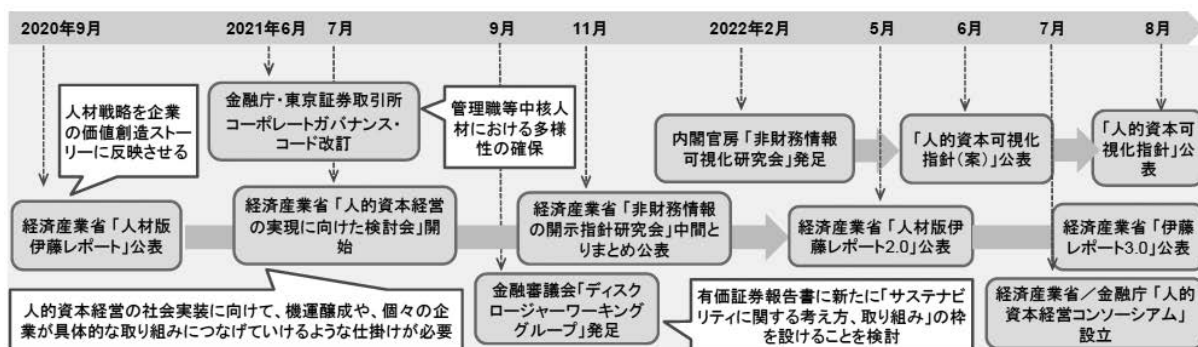 2020年9月
2021年6月
7月
9月
11月
2022年2月
5月
6月
7月
8月
人材戦略を企業
の価値創造ストー
リーに反映させる
金融庁・東京証券取引所
コーポレートガバナンス・
コード改訂
管理職等中核人
材における多様
性の確保
内閣官房「非財務情報
可視化研究会」発足
「人的資本可視化
指針(案)」公表
「人的資本可
視化指針」公
表
経済産業省「人材版
伊藤レポート」公表
経済産業省「人的資本経営
の実現に向けた検討会」開
始
経済産業省「非財務情報
の開示指針研究会」中間と
りまとめ公表
経済産業省「人材版伊
藤レポート2.0」公表
経済産業省「伊藤
レポート3.0」公表
人的資本経営の社会実装に向けて、機運醸成や、個々の企
業が具体的な取り組みにつなげていけるような仕掛けが必要
金融審議会「ディスク
ロージャーワーキング
グループ」発足
有価証券報告書に新たに「サステナビ
リティに関する考え方、取り組み」の枠
を設けることを検討
経済産業省／金融庁「人的
資本経営コンソーシアム」
設立